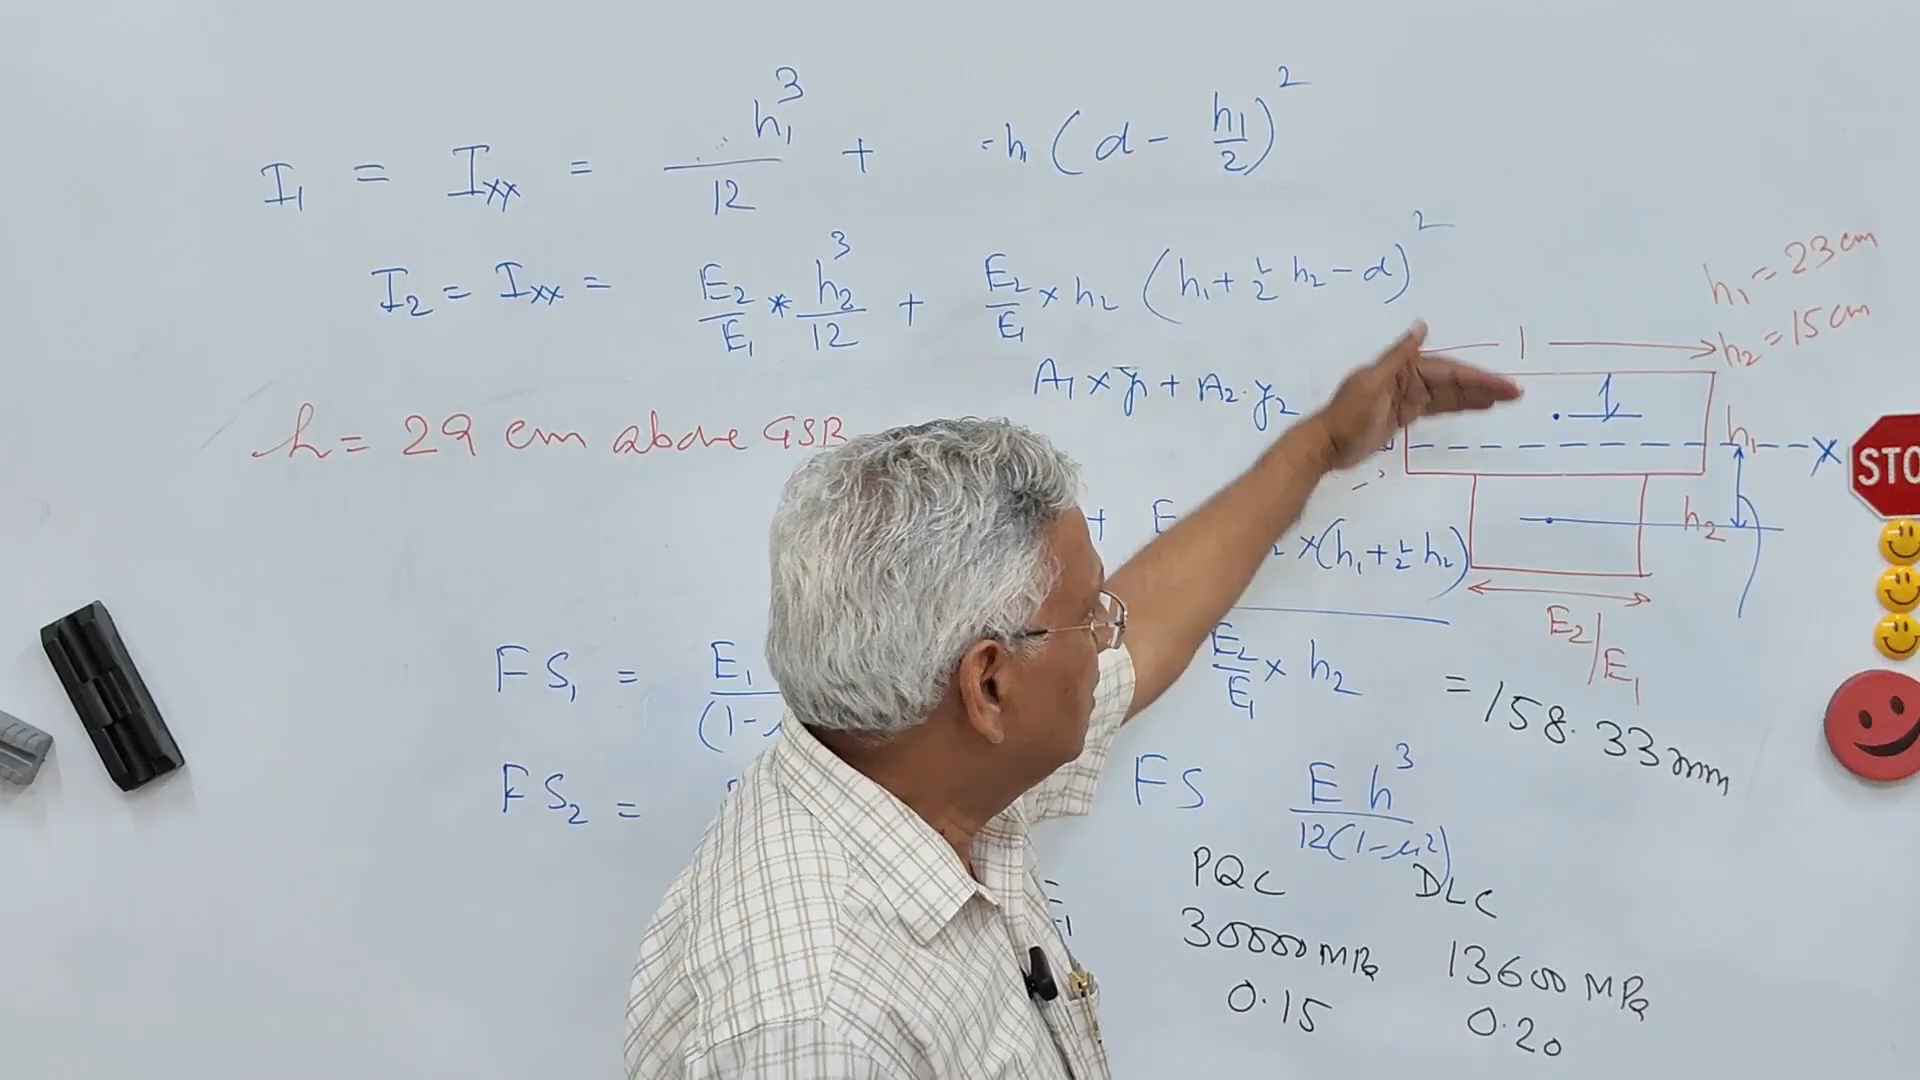 I₁ = Ixx = h₁³/12 + h₁ (d - h₁/2)²
I₂ = Ixx = E₂/E₁ * h₂³/12 + E₂/E₁ × h₂ (h₁ + ½ h₂ - d)²
h₁ = 23 cm
h₂ = 15 cm
1
A₁ × y₁ + A₂ · y₂
1
h = 29 cm above GSB
h₁
X
STO
+ E
× (h₁ + ½ h₂)
h₂
E₂/E₁
FS₁ = E₁
(1-
E₂/E₁ × h₂
= 158.33 mm
FS₂ =
FS Eh³/12(1-μ²)
PQC DLC
30000 MPa 13600 MPa
0.15 0.20